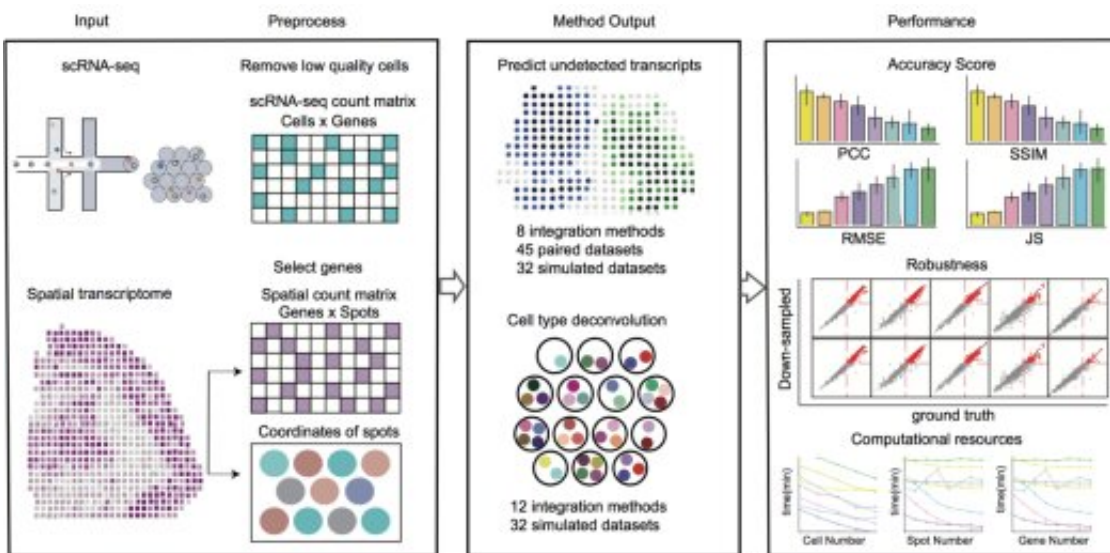 Input
Preprocess
Method Output
Performance
scRNA-seq
Remove low quality cells
scRNA-seq count matrix
Cells x Genes
Select genes
Spatial transcriptome
Spatial count matrix
Genes x Spots
Coordinates of spots
Predict undetected transcripts
8 integration methods
45 paired datasets
32 simulated datasets
Cell type deconvolution
12 integration methods
32 simulated datasets
Accuracy Score
PCC
SSIM
RMSE
JS
Robustness
Down-sampled
ground truth
Computational resources
time(min)
time(min)
time(min)
Cell Number
Spot Number
Gene Number